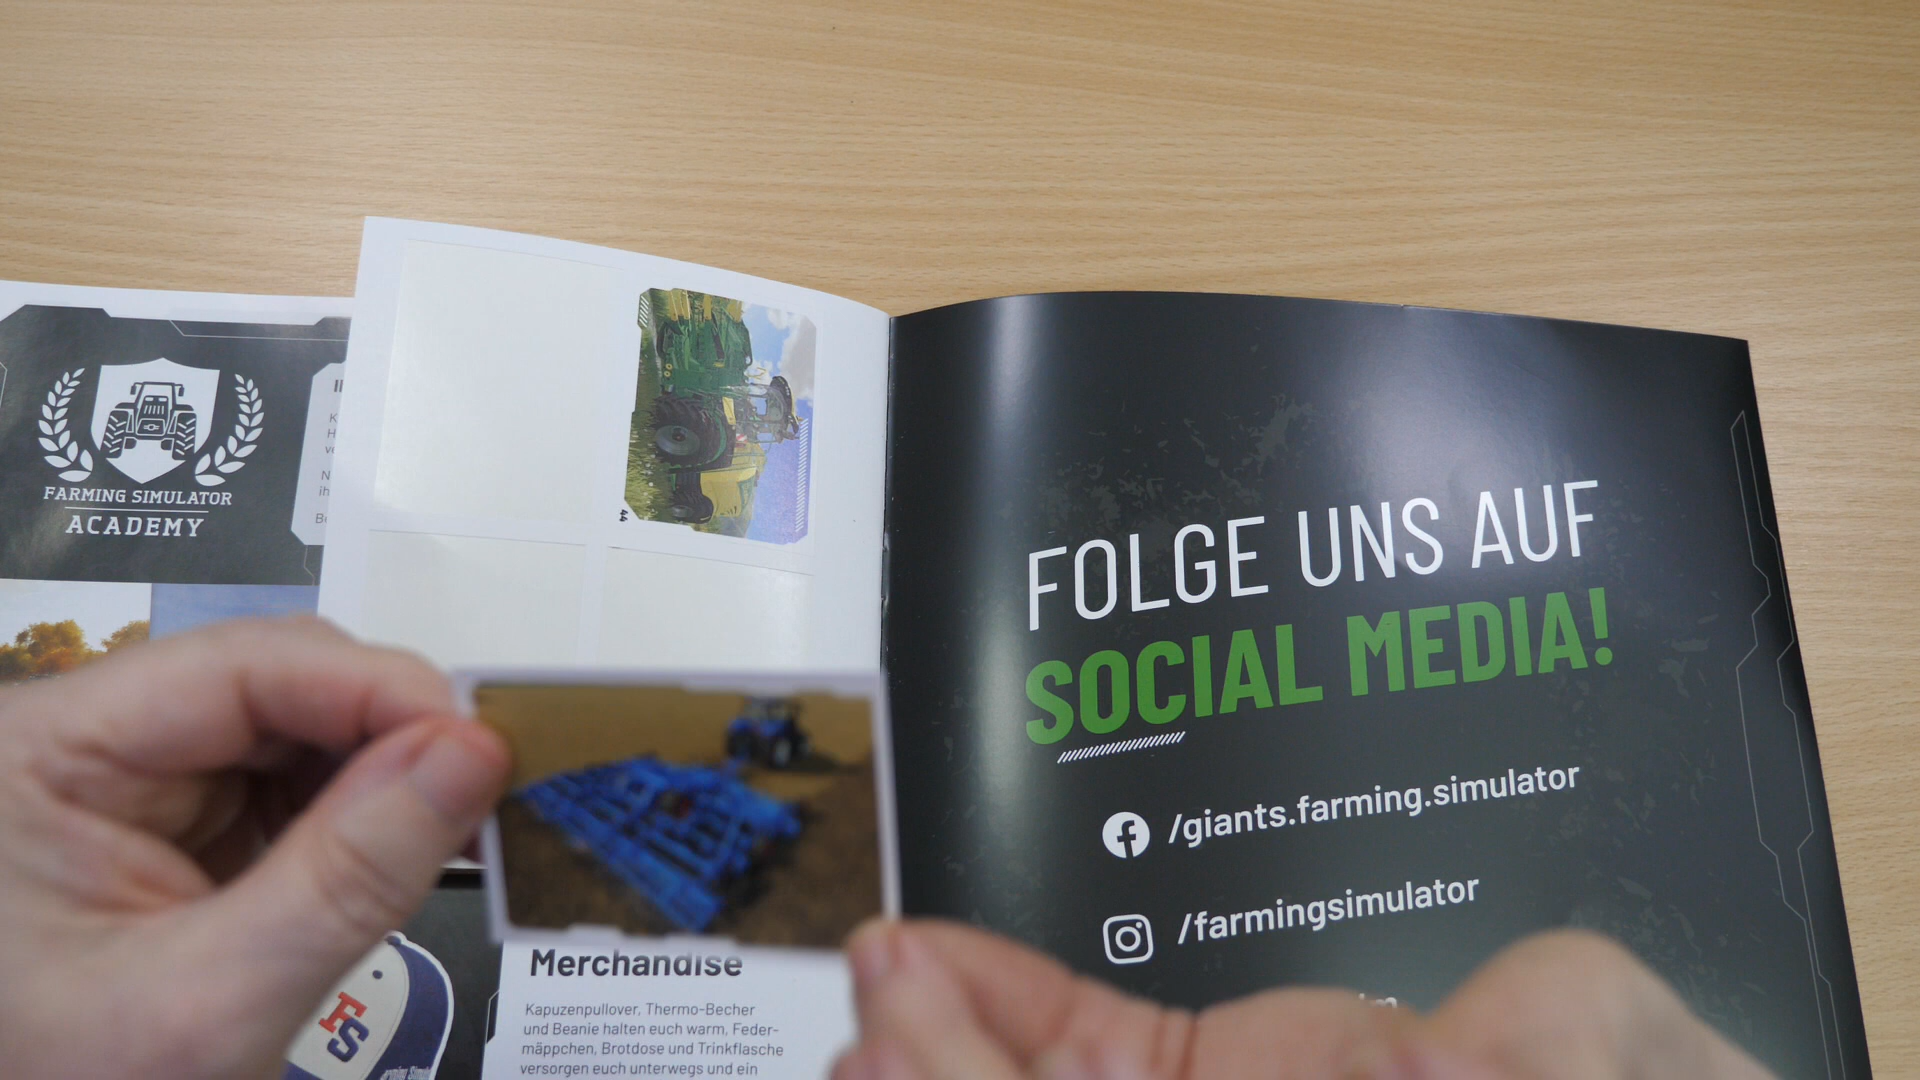 FARMING SIMULATOR
ACADEMY
44
FOLGE UNS AUF
SOCIAL MEDIA!
/giants.farming.simulator
/farmingsimulator
FS
Merchandise
Kapuzenpullover, Thermo-Becher
und Beanie halten euch warm, Feder-
mäppchen, Brotdose und Trinkflasche
versorgen euch unterwegs und ein